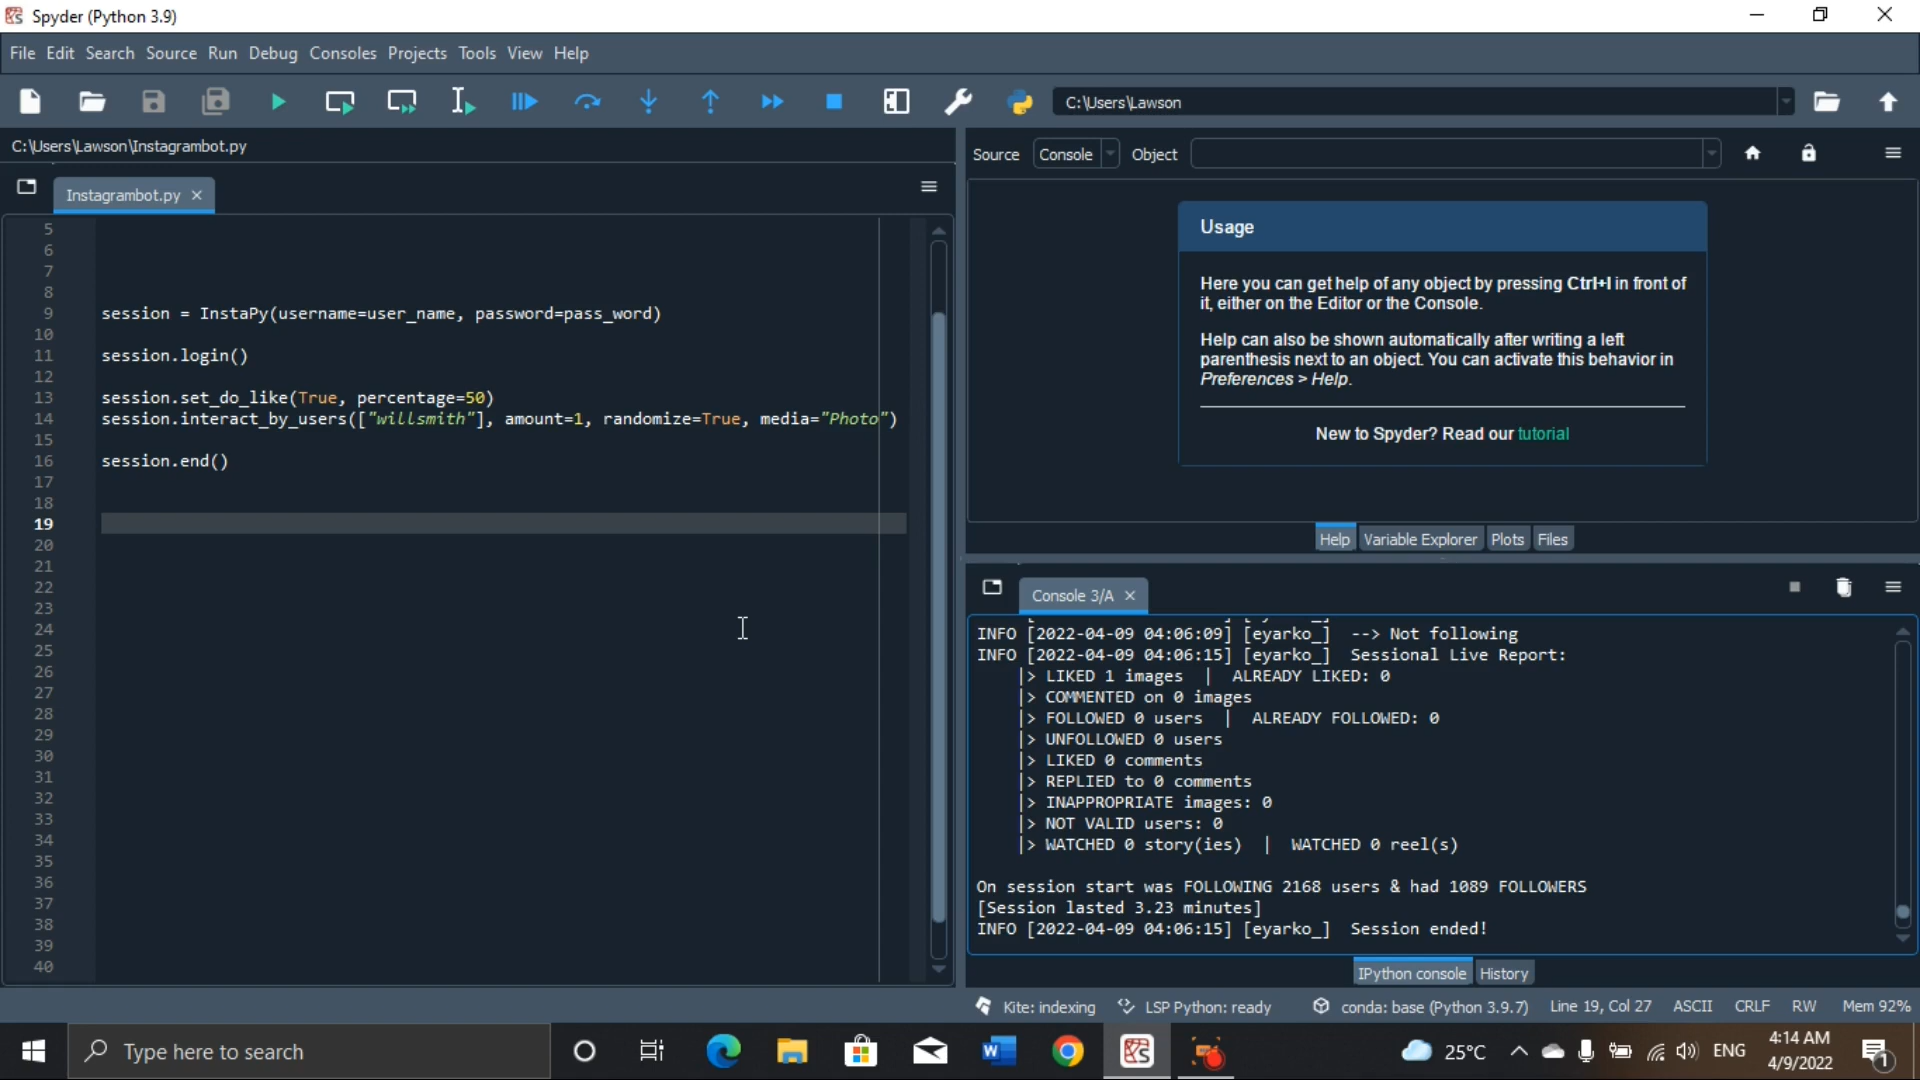 Spyder (Python 3.9)
File Edit Search Source Run Debug Consoles Projects Tools View Help
C:\Users\Lawson
C:\Users\Lawson\Instagrambot.py
Instagrambot.py
5
6
7
8
9 session = InstaPy(username=user_name, password=pass_word)
10
11 session.login()
12
13 session.set_do_like(True, percentage=50)
14 session.interact_by_users(["willsmith"], amount=1, randomize=True, media="Photo")
15
16 session.end()
17
18
19
20
21
22
23
24
25
26
27
28
29
30
31
32
33
34
35
36
37
38
39
40
Source Console Object
Usage
Here you can get help of any object by pressing Ctrl+I in front of
it, either on the Editor or the Console.
Help can also be shown automatically after writing a left
parenthesis next to an object. You can activate this behavior in
Preferences > Help.
New to Spyder? Read our tutorial
Help Variable Explorer Plots Files
Console 3/A
INFO [2022-04-09 04:06:09] [eyarko_] --> Not following
INFO [2022-04-09 04:06:15] [eyarko_] Sessional Live Report:
|> LIKED 1 images | ALREADY LIKED: 0
|> COMMENTED on 0 images
|> FOLLOWED 0 users | ALREADY FOLLOWED: 0
|> UNFOLLOWED 0 users
|> LIKED 0 comments
|> REPLIED to 0 comments
|> INAPPROPRIATE images: 0
|> NOT VALID users: 0
|> WATCHED 0 story(ies) | WATCHED 0 reel(s)
On session start was FOLLOWING 2168 users & had 1089 FOLLOWERS
[Session lasted 3.23 minutes]
INFO [2022-04-09 04:06:15] [eyarko_] Session ended!
IPython console History
Kite: indexing LSP Python: ready conda: base (Python 3.9.7) Line 19, Col 27 ASCII CRLF RW Mem 92%
Type here to search
25°C ENG
4:14 AM
4/9/2022
1